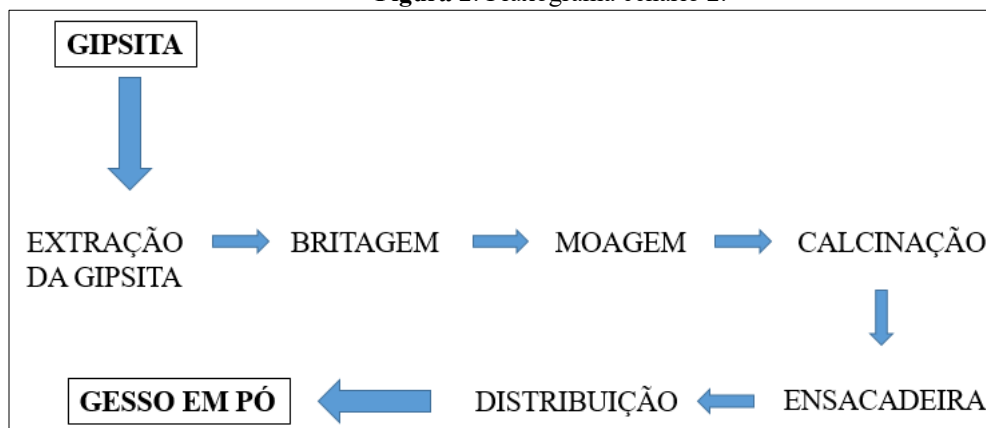 GIPSITA
EXTRAÇÃO
DA GIPSITA
BRITAGEM
MOAGEM
CALCINAÇÃO
ENSACADEIRA
DISTRIBUIÇÃO
GESSO EM PÓ